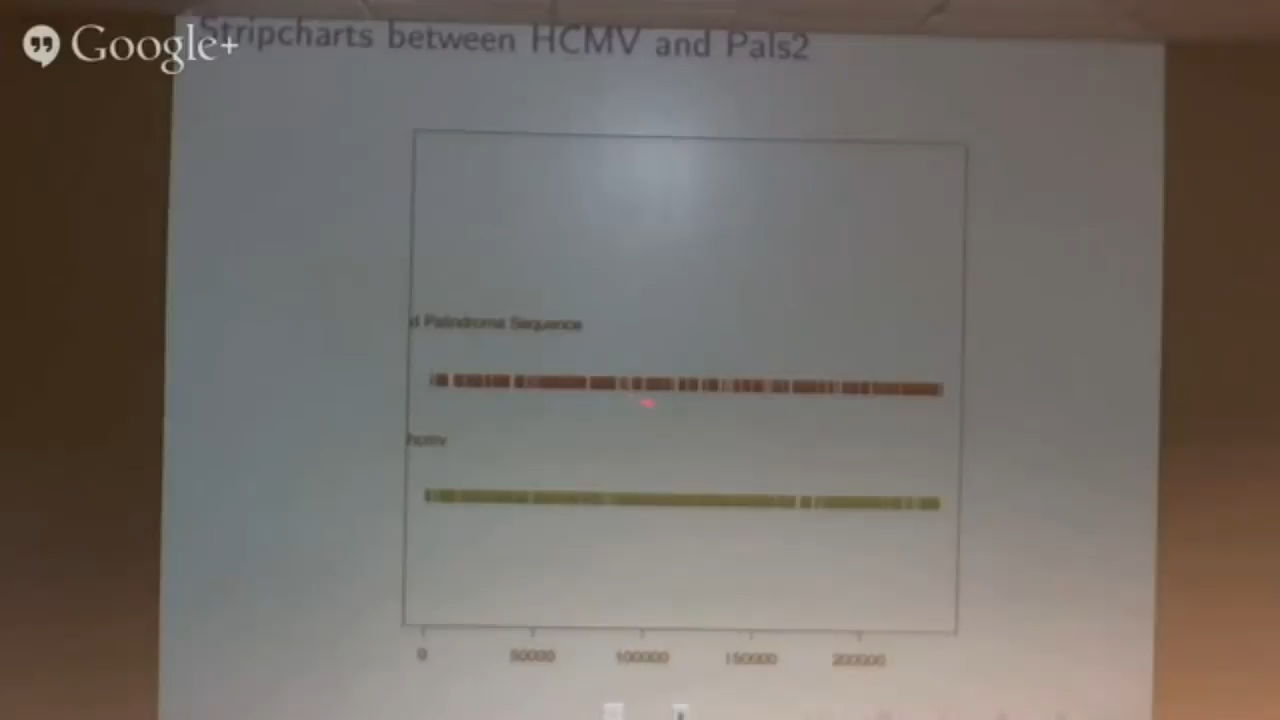 Google+
Stripcharts between HCMV and Pals2
d Palindrome Sequence
hcmv
0 50000 100000 150000 200000